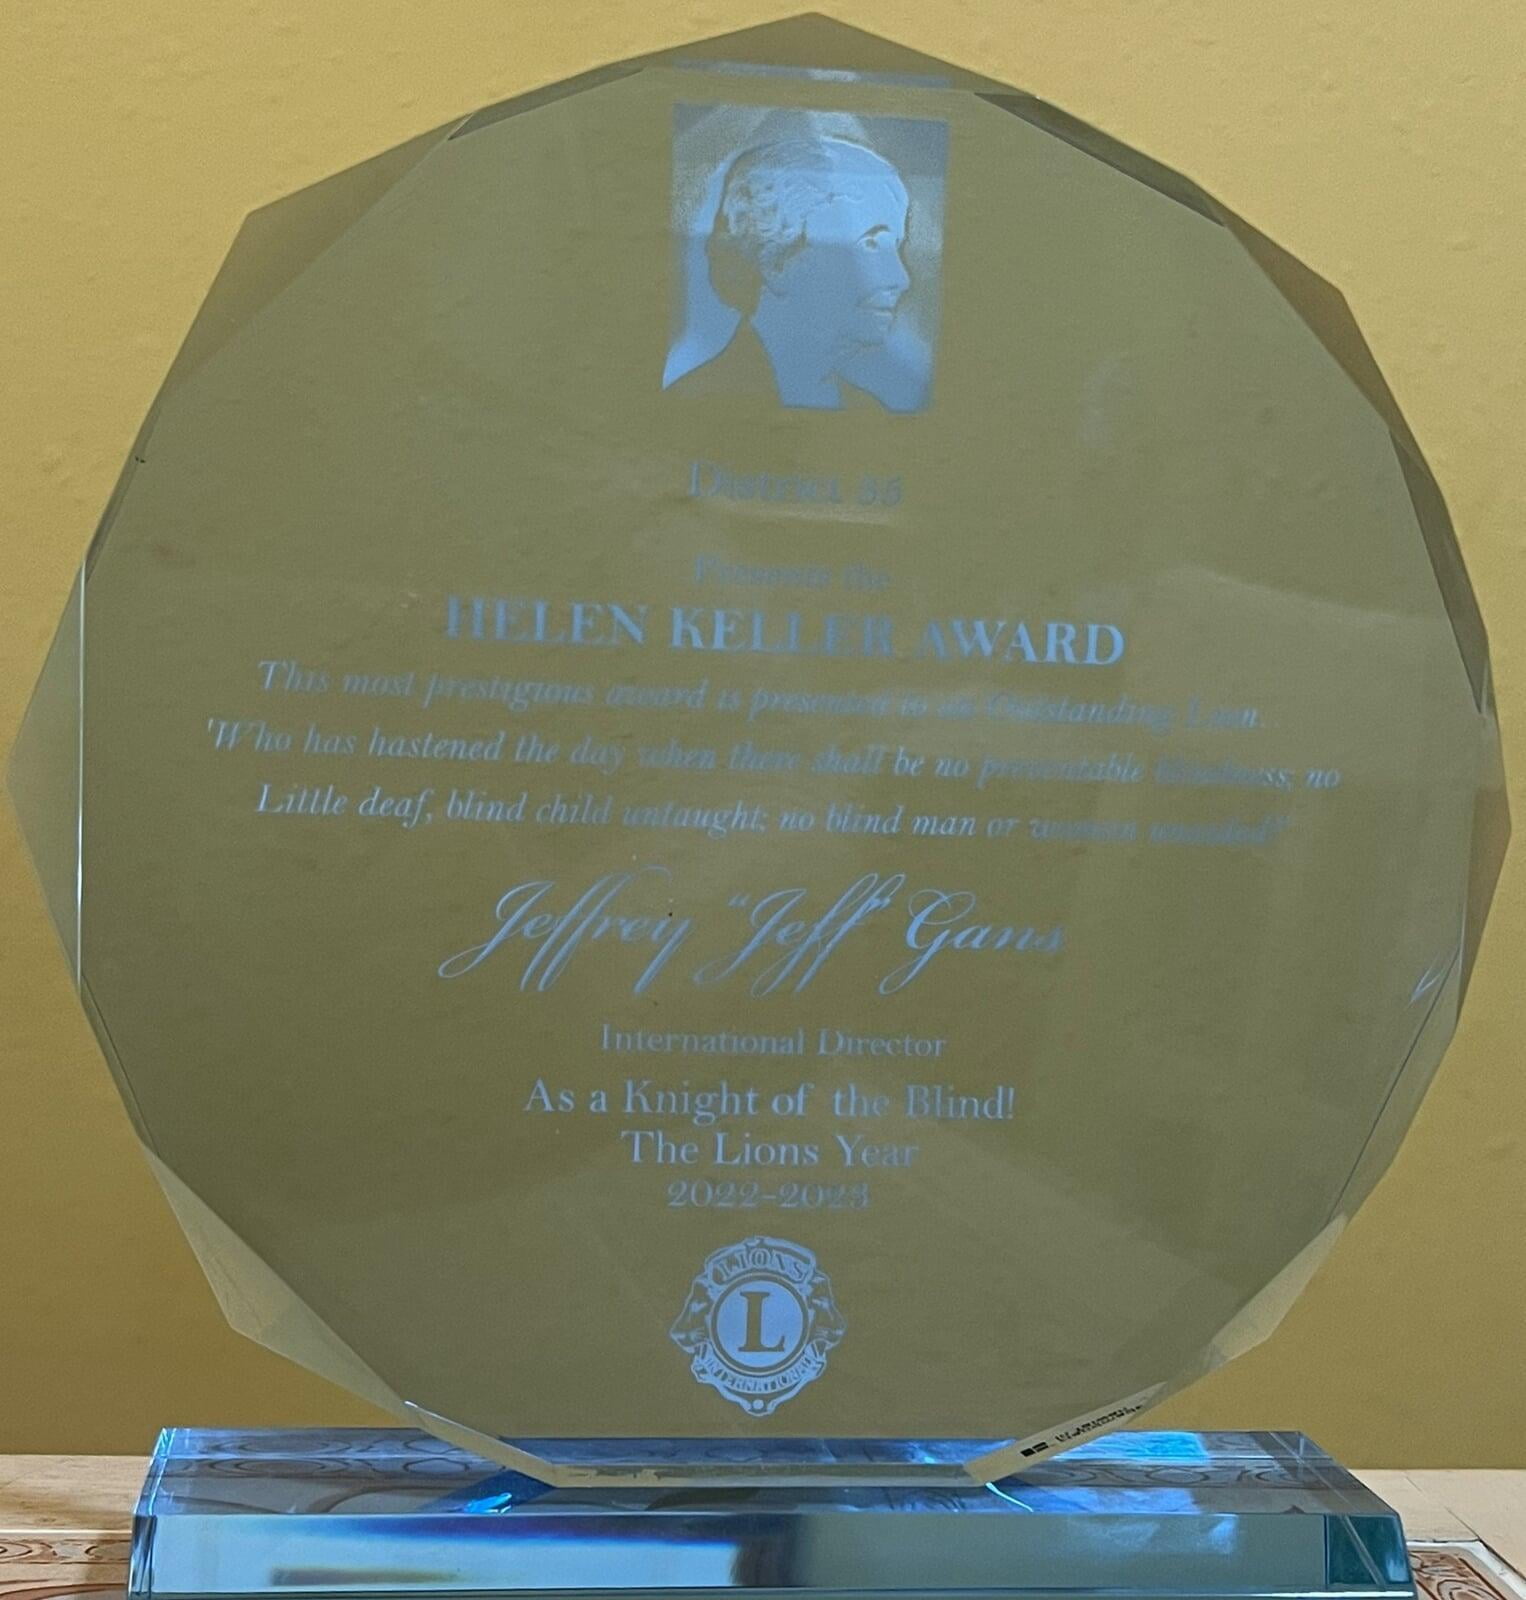 District 35
Presents the
HELEN KELLER AWARD
This most prestigious award is presented to an Outstanding Lion.
'Who has hastened the day when there shall be no preventable blindness; no
Little deaf, blind child untaught; no blind man or woman unaided"
Jeffrey "Jeff" Gans
International Director
As a Knight of the Blind!
The Lions Year
2022-2023
LIONS
L
INTERNATIONAL